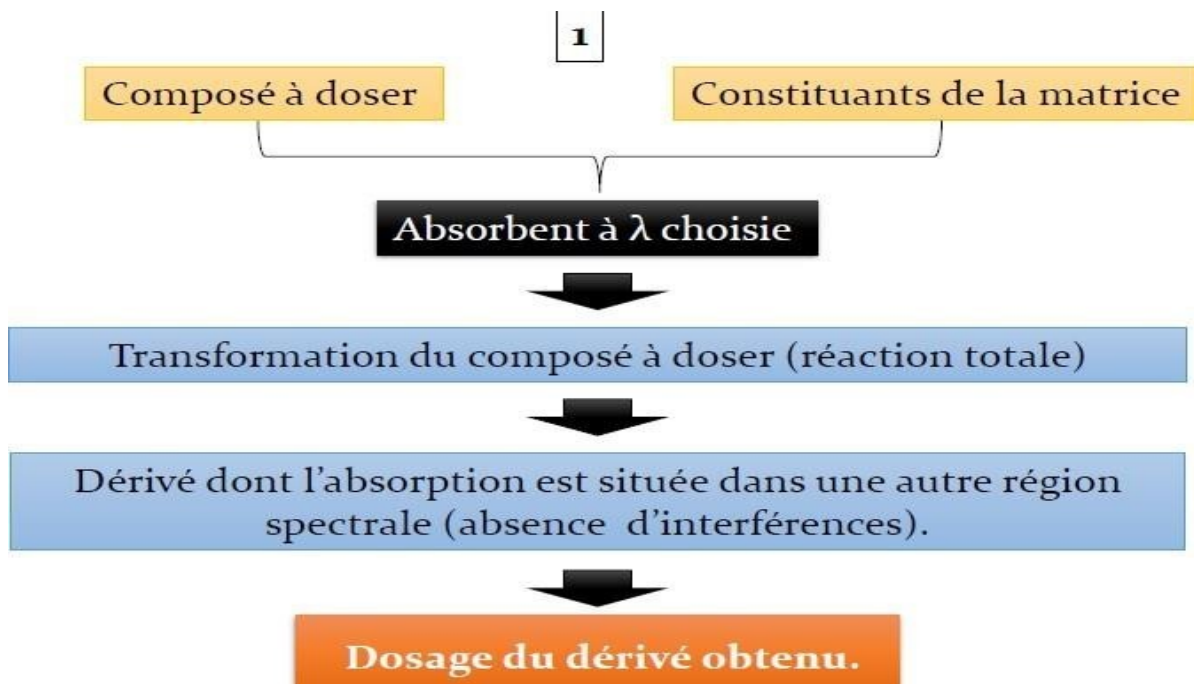 1
Composé à doser
Constituants de la matrice
Absorbent à λ choisie
Transformation du composé à doser (réaction totale)
Dérivé dont l'absorption est située dans une autre région
spectrale (absence d'interférences).
Dosage du dérivé obtenu.